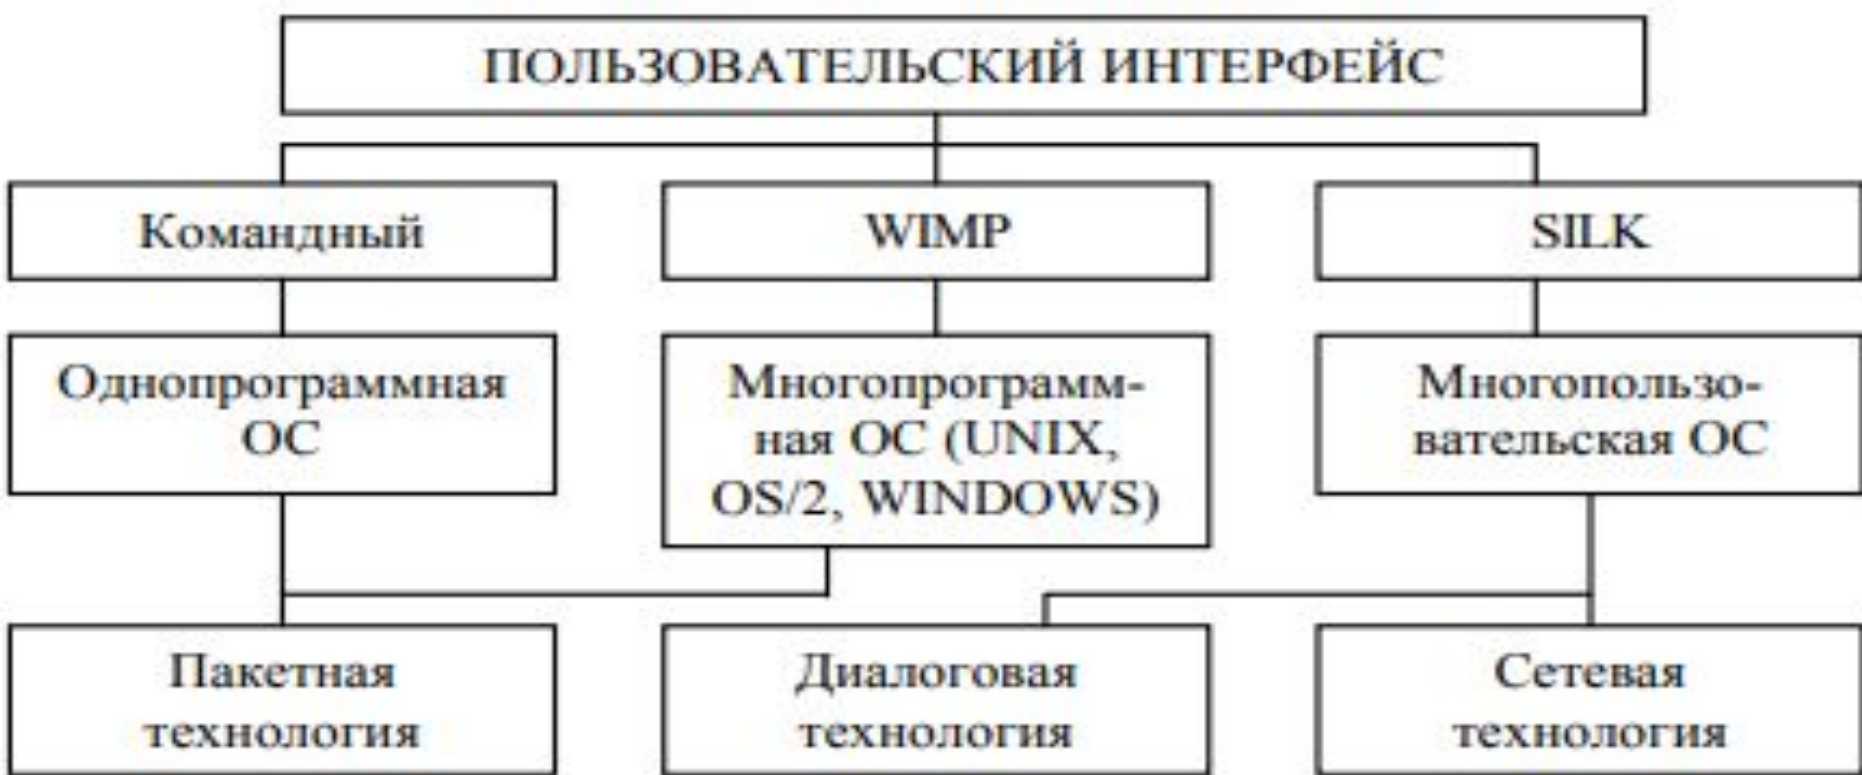 ПОЛЬЗОВАТЕЛЬСКИЙ ИНТЕРФЕЙС
Командный
WIMP
SILK
Однопрограммная
ОС
Многопрограмм-
ная ОС (UNIX,
OS/2, WINDOWS)
Многопользо-
вательская ОС
Пакетная
технология
Диалоговая
технология
Сетевая
технология